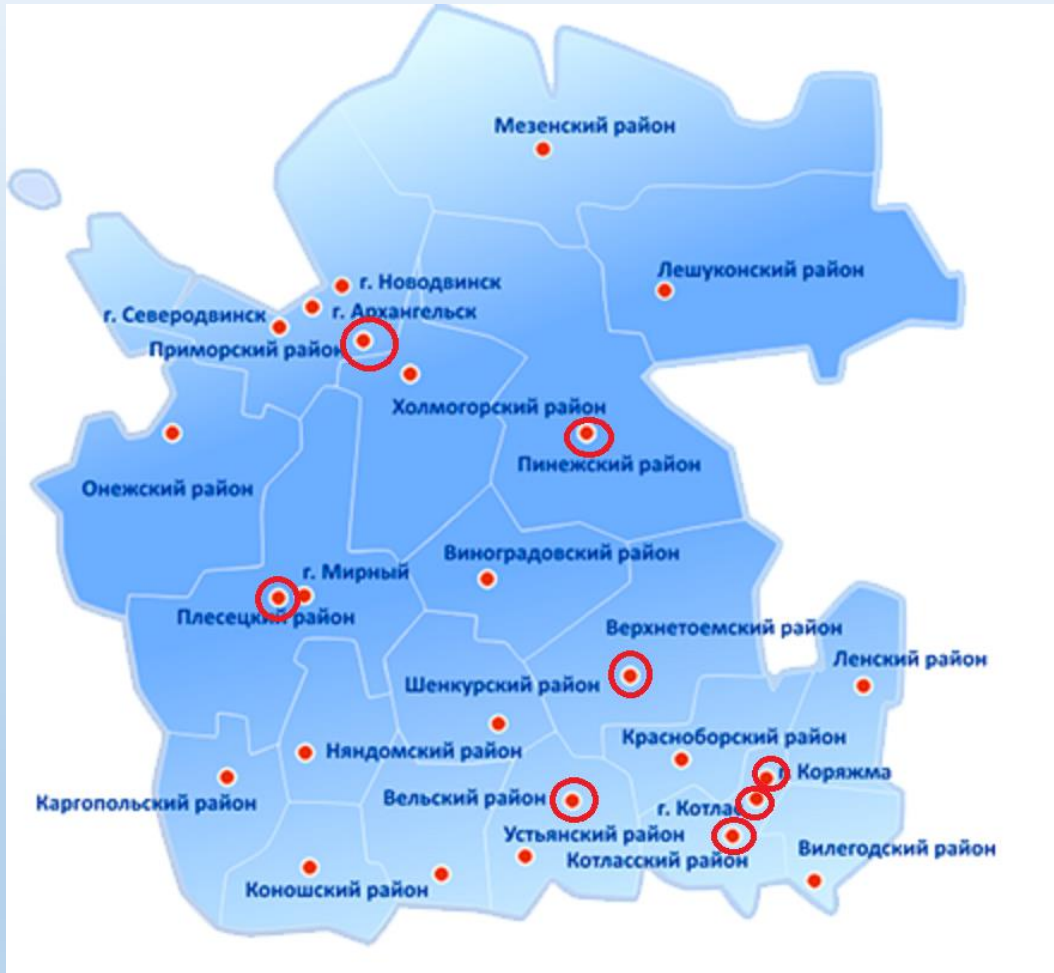 Мезенский район
Лешуконский район
г. Новодвинск
г. Северодвинск
г. Архангельск
Приморский район
Холмогорский район
Пинежский район
Онежский район
Виноградовский район
г. Мирный
Плесецкий район
Верхнетоемский район
Ленский район
Шенкурский район
Красноборский район
Няндомский район
г. Коряжма
Каргопольский район
Вельский район
г. Котлас
Устьянский район
Котласский район
Вилегодский район
Коношский район